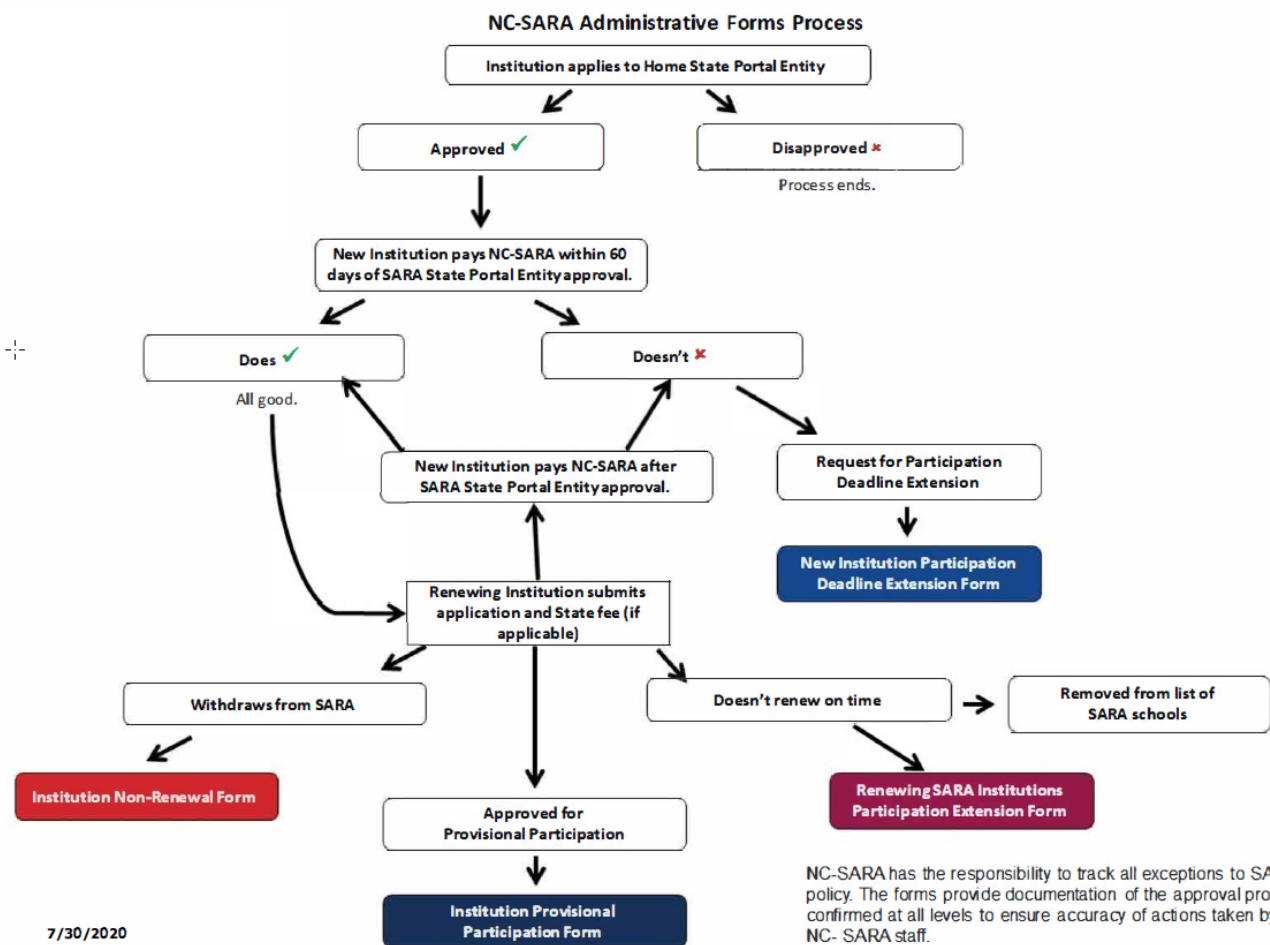 NC-SARA Administrative Forms Process
Institution applies to Home State Portal Entity
Approved ✓
Disapproved ✘
Process ends.
New Institution pays NC-SARA within 60
days of SARA State Portal Entity approval.
Does ✓
Doesn't ✘
All good.
New Institution pays NC-SARA after
SARA State Portal Entity approval.
Request for Participation
Deadline Extension
New Institution Participation
Deadline Extension Form
Renewing Institution submits
application and State fee (if
applicable)
Withdraws from SARA
Doesn't renew on time
Removed from list of
SARA schools
Institution Non-Renewal Form
Approved for
Provisional Participation
Renewing SARA Institutions
Participation Extension Form
Institution Provisional
Participation Form
NC-SARA has the responsibility to track all exceptions to SA
policy. The forms provide documentation of the approval pro
confirmed at all levels to ensure accuracy of actions taken by
NC- SARA staff.
7/30/2020